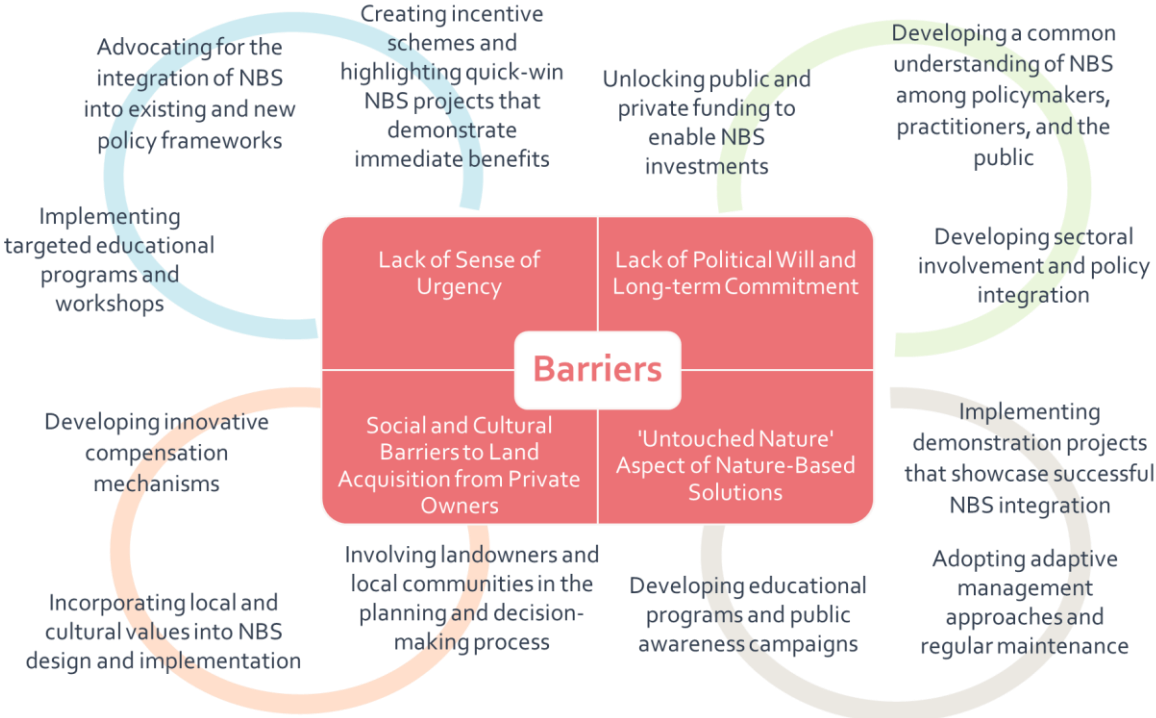 Advocating for the
integration of NBS
into existing and new
policy frameworks
Creating incentive
schemes and
highlighting quick-win
NBS projects that
demonstrate
immediate benefits
Unlocking public and
private funding to
enable NBS
investments
Developing a common
understanding of NBS
among policymakers,
practitioners, and the
public
Implementing
targeted educational
programs and
workshops
Lack of Sense of
Urgency
Lack of Political Will and
Long-term Commitment
Developing sectoral
involvement and policy
integration
Barriers
Developing innovative
compensation
mechanisms
Social and Cultural
Barriers to Land
Acquisition from Private
Owners
'Untouched Nature'
Aspect of Nature-Based
Solutions
Implementing
demonstration projects
that showcase successful
NBS integration
Incorporating local and
cultural values into NBS
design and implementation
Involving landowners and
local communities in the
planning and decision-
making process
Developing educational
programs and public
awareness campaigns
Adopting adaptive
management
approaches and
regular maintenance